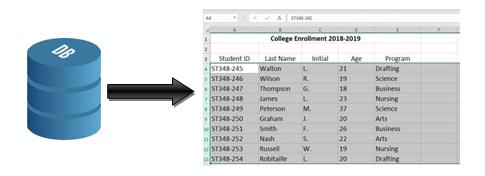 DB
A4 ST348-245
A B C D E F
1 College Enrollment 2018-2019
2
3 Student ID Last Name Initial Age Program
4 ST348-245 Walton L. 21 Drafting
5 ST348-246 Wilson R. 19 Science
6 ST348-247 Thompson G. 18 Business
7 ST348-248 James L. 23 Nursing
8 ST348-249 Peterson M. 37 Science
9 ST348-250 Graham J. 20 Arts
10 ST348-251 Smith F. 26 Business
11 ST348-252 Nash S. 22 Arts
12 ST348-253 Russell W. 19 Nursing
13 ST348-254 Robitaille L. 20 Drafting